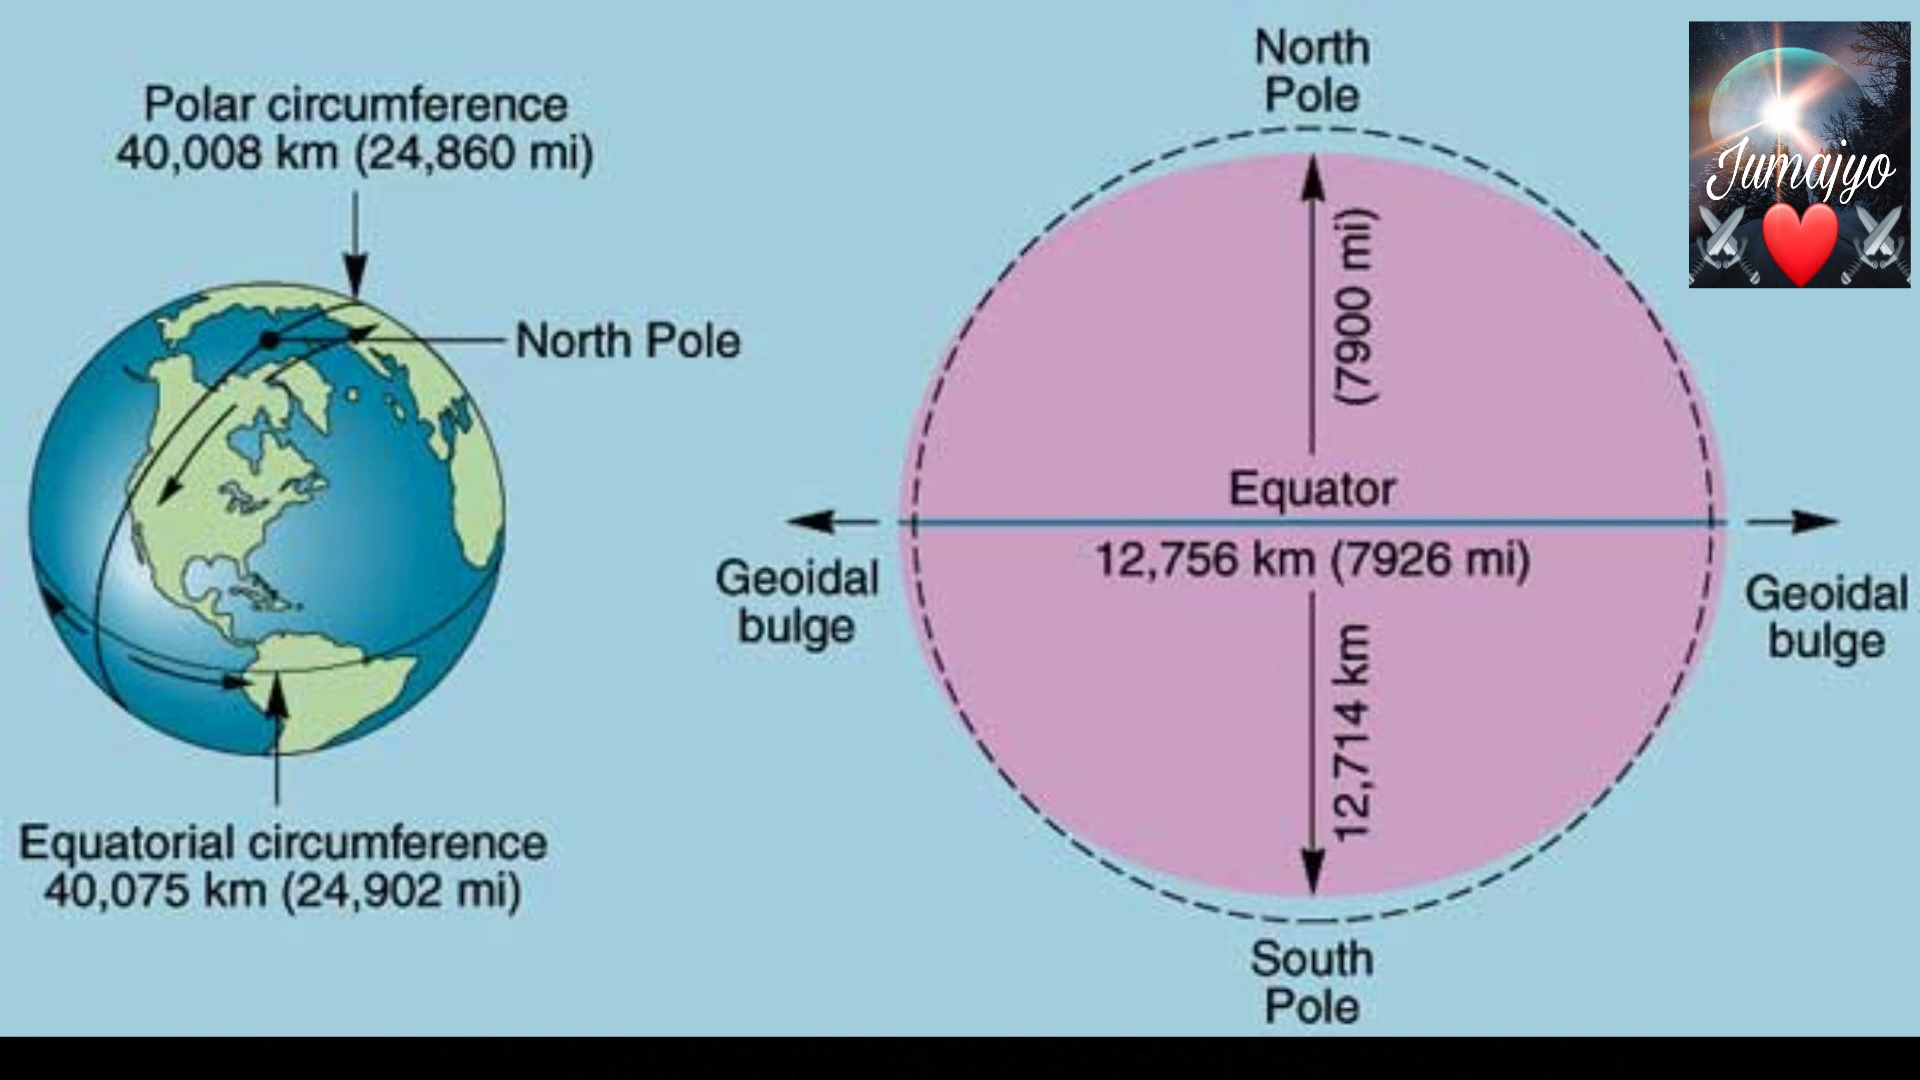 Polar circumference
40,008 km (24,860 mi)
North Pole
Equatorial circumference
40,075 km (24,902 mi)
North
Pole
(7900 mi)
Equator
12,756 km (7926 mi)
12,714 km
Geoidal
bulge
Geoidal
bulge
South
Pole
Jumajyo